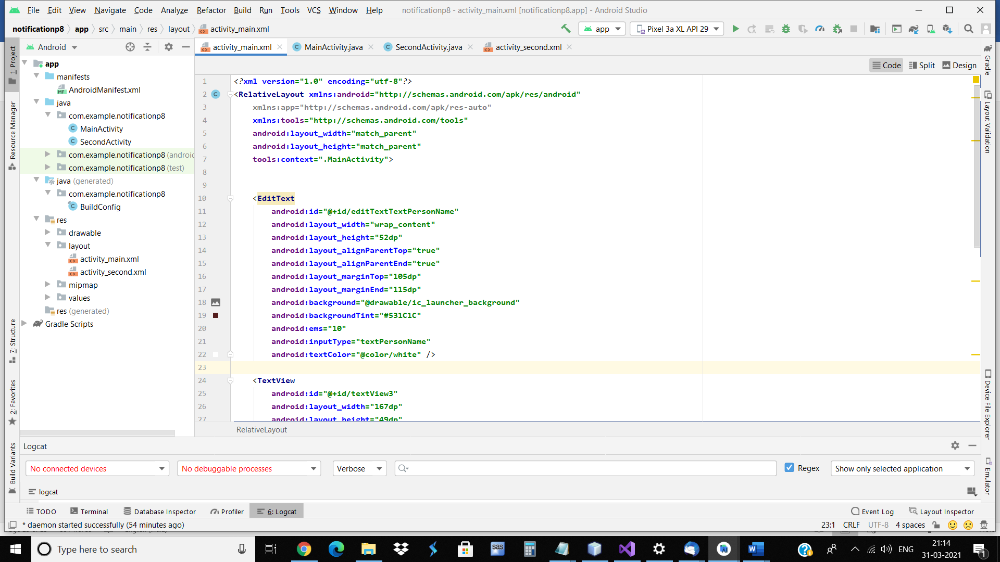 File Edit View Navigate Code Analyze Refactor Build Run Tools VCS Window Help notificationp8 - activity_main.xml [notificationp8.app] - Android Studio
notificationp8 app src main res layout activity_main.xml app Pixel 3a XL API 29
Android activity_main.xml MainActivity.java SecondActivity.java activity_second.xml
Code Split Design
1: Project
Resource Manager
7: Structure
2: Favorites
Build Variants
app
manifests
AndroidManifest.xml
java
com.example.notificationp8
MainActivity
SecondActivity
com.example.notificationp8 (androi
com.example.notificationp8 (test)
java (generated)
com.example.notificationp8
BuildConfig
res
drawable
layout
activity_main.xml
activity_second.xml
mipmap
values
res (generated)
Gradle Scripts
1 <?xml version="1.0" encoding="utf-8"?>
2 <RelativeLayout xmlns:android="http://schemas.android.com/apk/res/android"
3 xmlns:app="http://schemas.android.com/apk/res-auto"
4 xmlns:tools="http://schemas.android.com/tools"
5 android:layout_width="match_parent"
6 android:layout_height="match_parent"
7 tools:context=".MainActivity">
8
9
10 <EditText
11 android:id="@+id/editTextTextPersonName"
12 android:layout_width="wrap_content"
13 android:layout_height="52dp"
14 android:layout_alignParentTop="true"
15 android:layout_alignParentEnd="true"
16 android:layout_marginTop="105dp"
17 android:layout_marginEnd="115dp"
18 android:background="@drawable/ic_launcher_background"
19 android:backgroundTint="#531C1C"
20 android:ems="10"
21 android:inputType="textPersonName"
22 android:textColor="@color/white" />
23
24 <TextView
25 android:id="@+id/textView3"
26 android:layout_width="167dp"
27 android:layout_height="49dp"
RelativeLayout
Gradle
Layout Validation
Device File Explorer
Emulator
Logcat
No connected devices No debuggable processes Verbose Regex Show only selected application
logcat
TODO Terminal Database Inspector Profiler 6: Logcat Event Log Layout Inspector
* daemon started successfully (54 minutes ago) 23:1 CRLF UTF-8 4 spaces
Type here to search sas ENG 21:14
31-03-2021 1